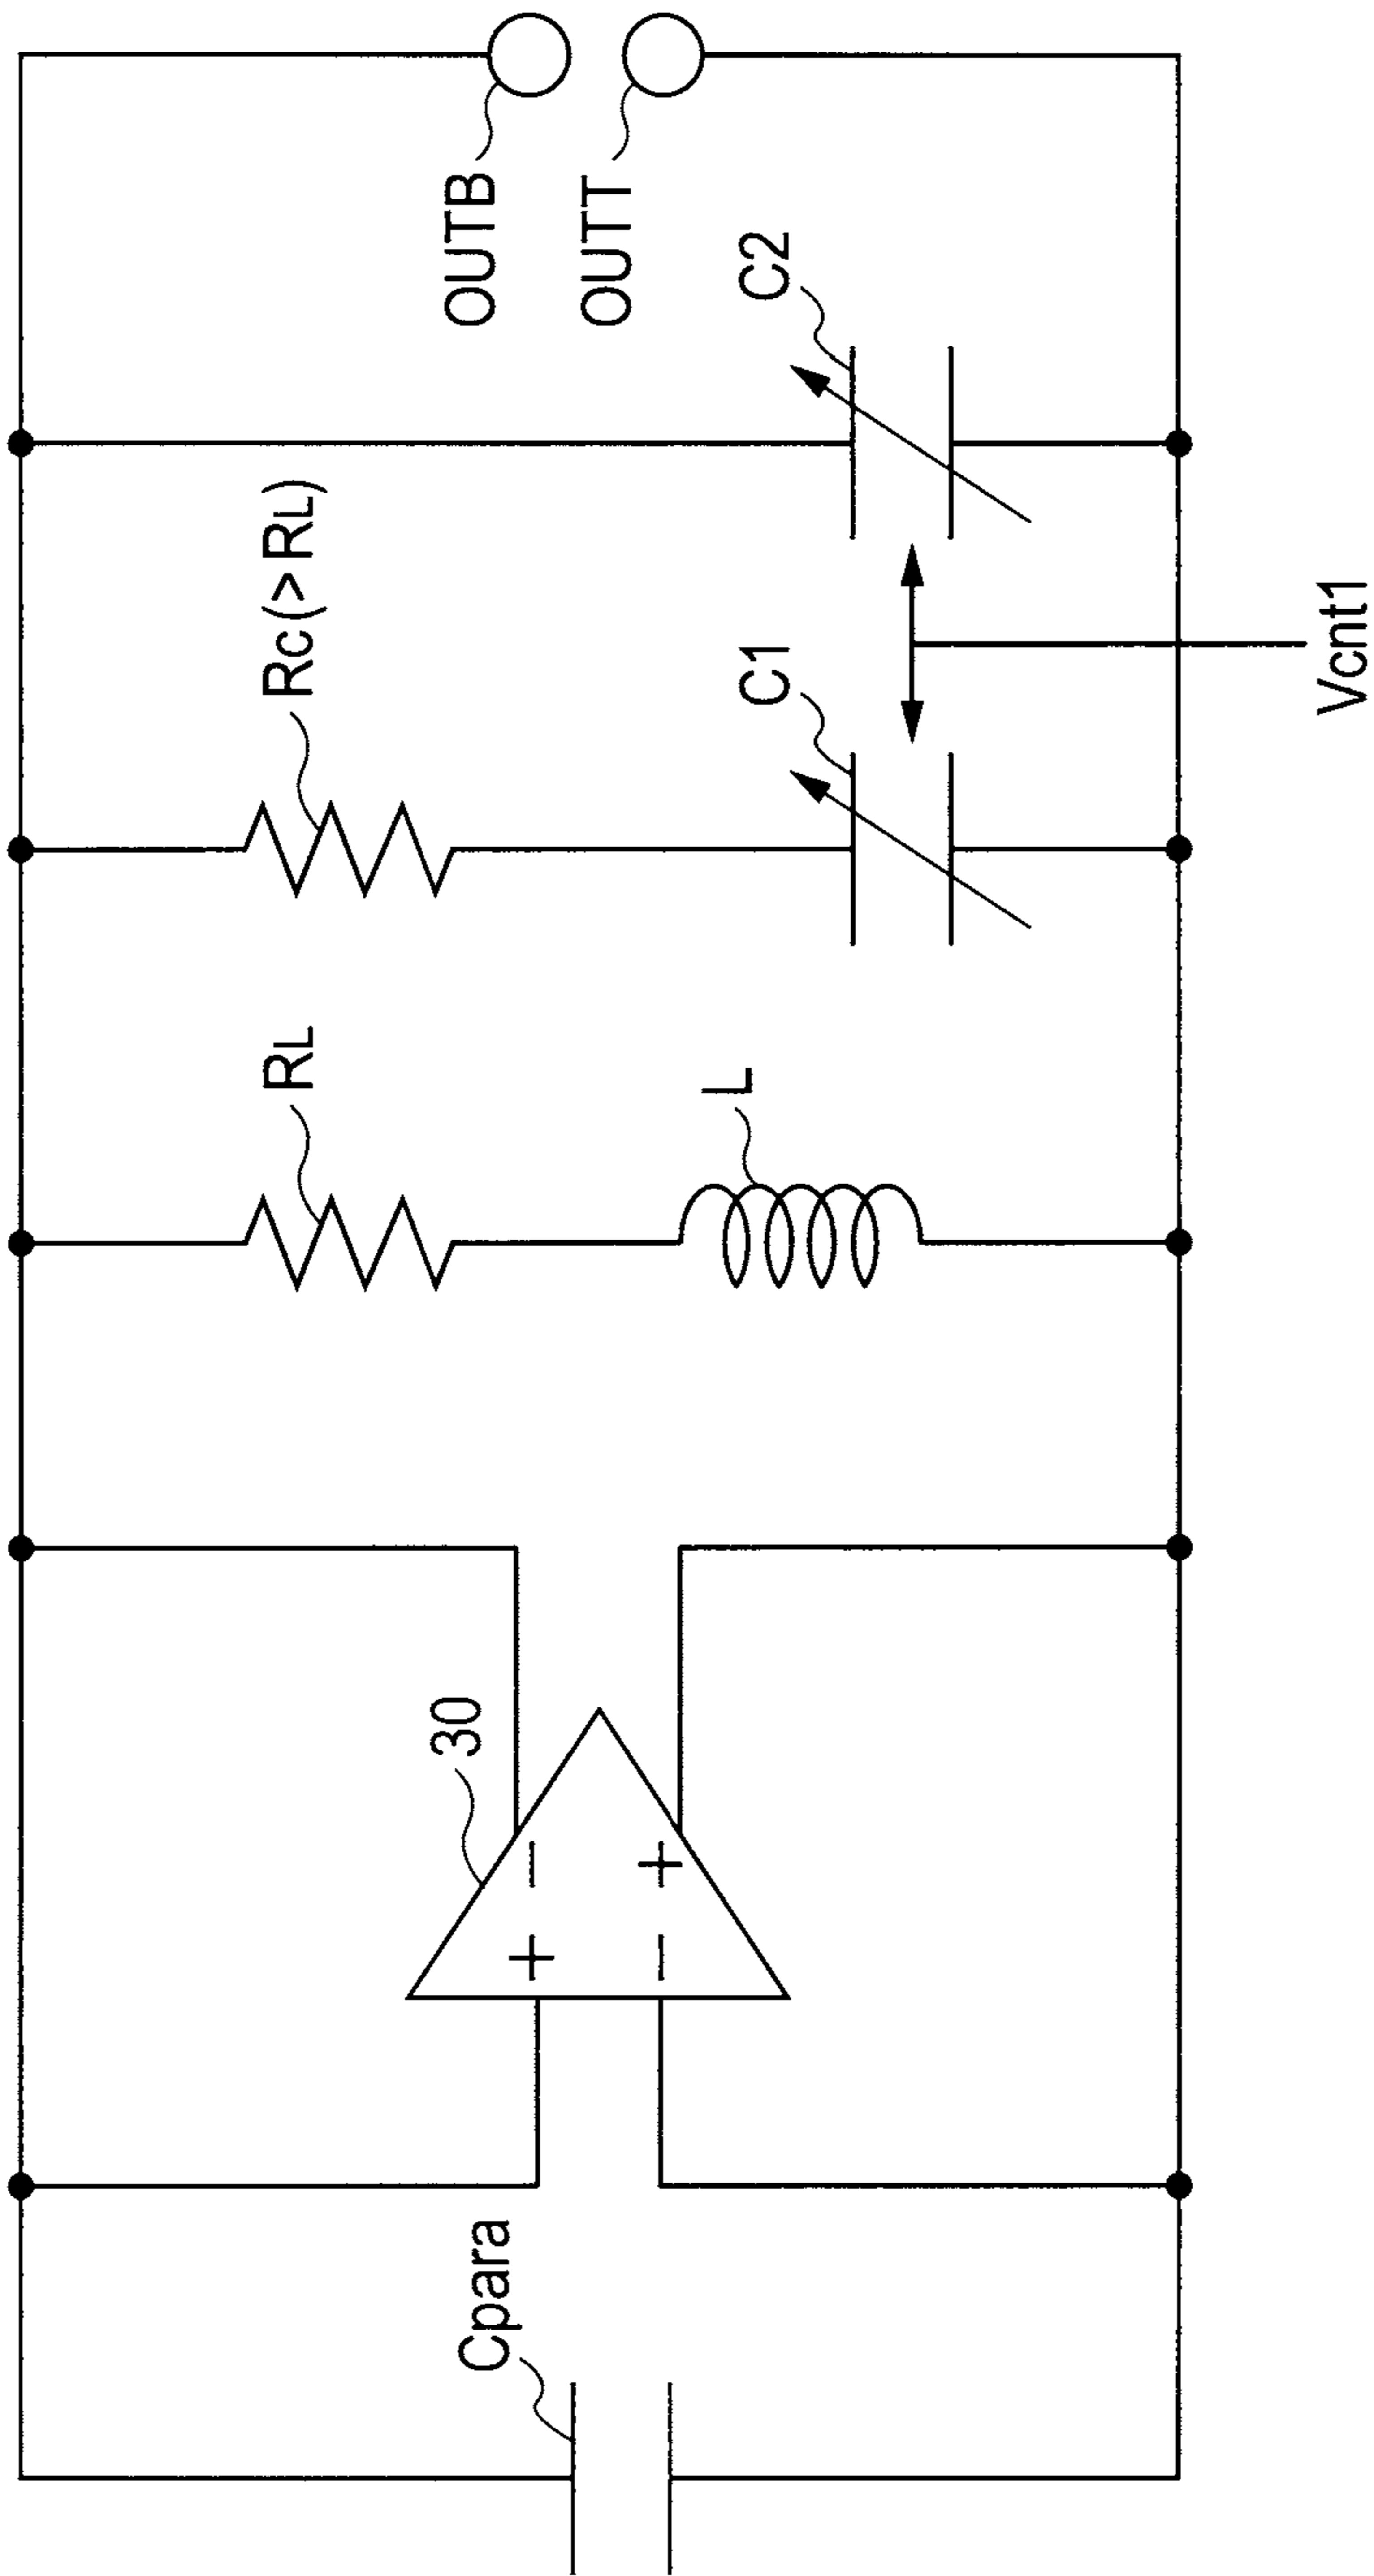 OUTB
OUTT
C2
Rc(>RL)
C1
Vcnt1
RL
L
30
+ −
− +
Cpara